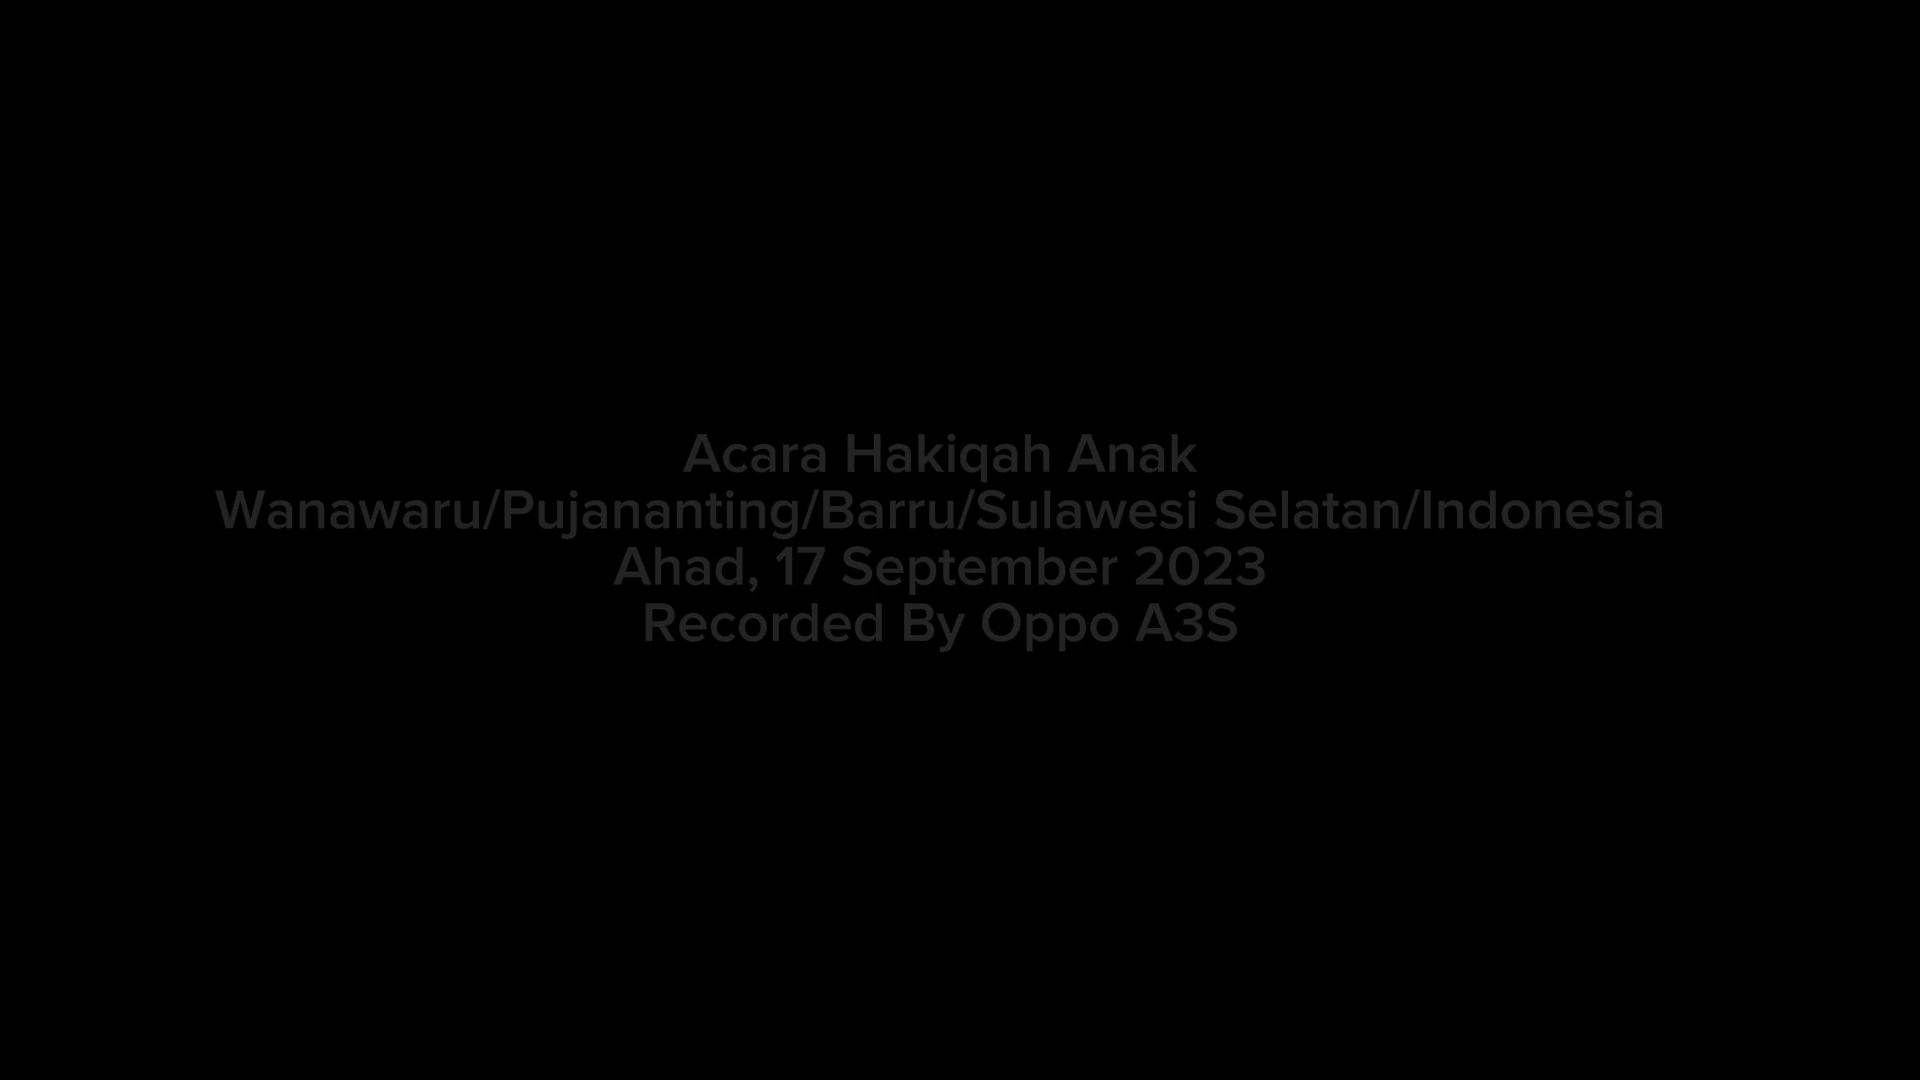 Acara Hakiqah Anak
Wanawaru/Pujananting/Barru/Sulawesi Selatan/Indonesia
Ahad, 17 September 2023
Recorded By Oppo A3S